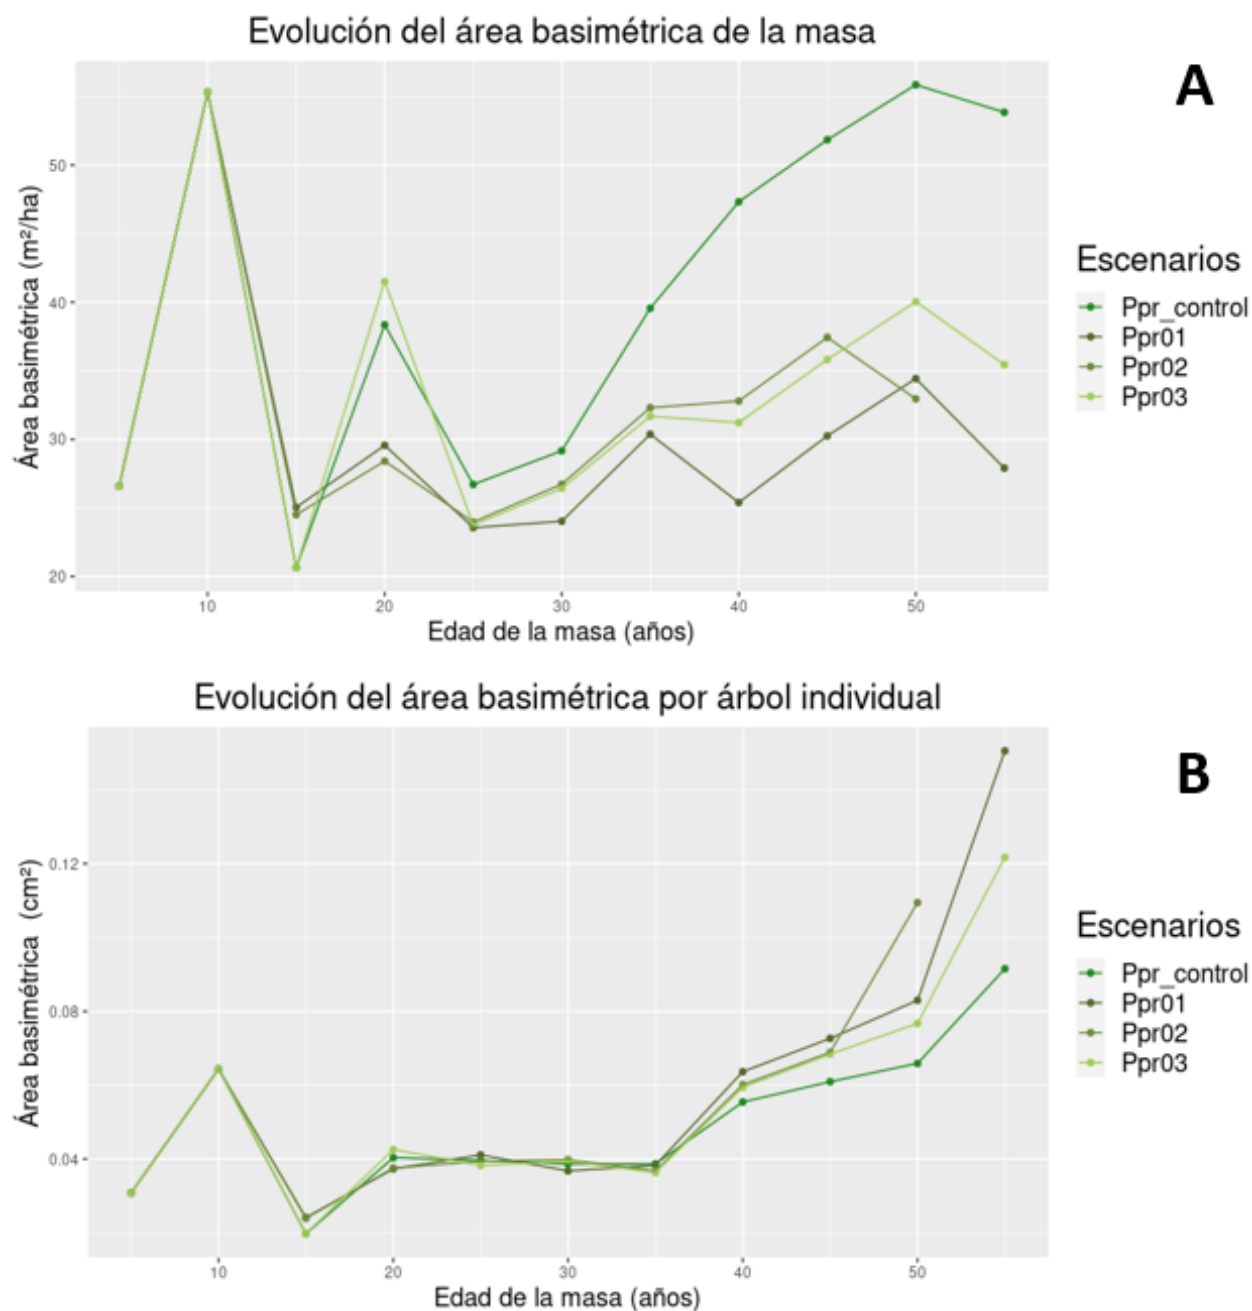 Evolución del área basimétrica de la masa
A
Área basimétrica (m²/ha)
50
40
30
20
10
20
30
40
50
Edad de la masa (años)
Escenarios
Ppr_control
Ppr01
Ppr02
Ppr03
Evolución del área basimétrica por árbol individual
B
Área basimétrica (cm²)
0.12
0.08
0.04
10
20
30
40
50
Edad de la masa (años)
Escenarios
Ppr_control
Ppr01
Ppr02
Ppr03